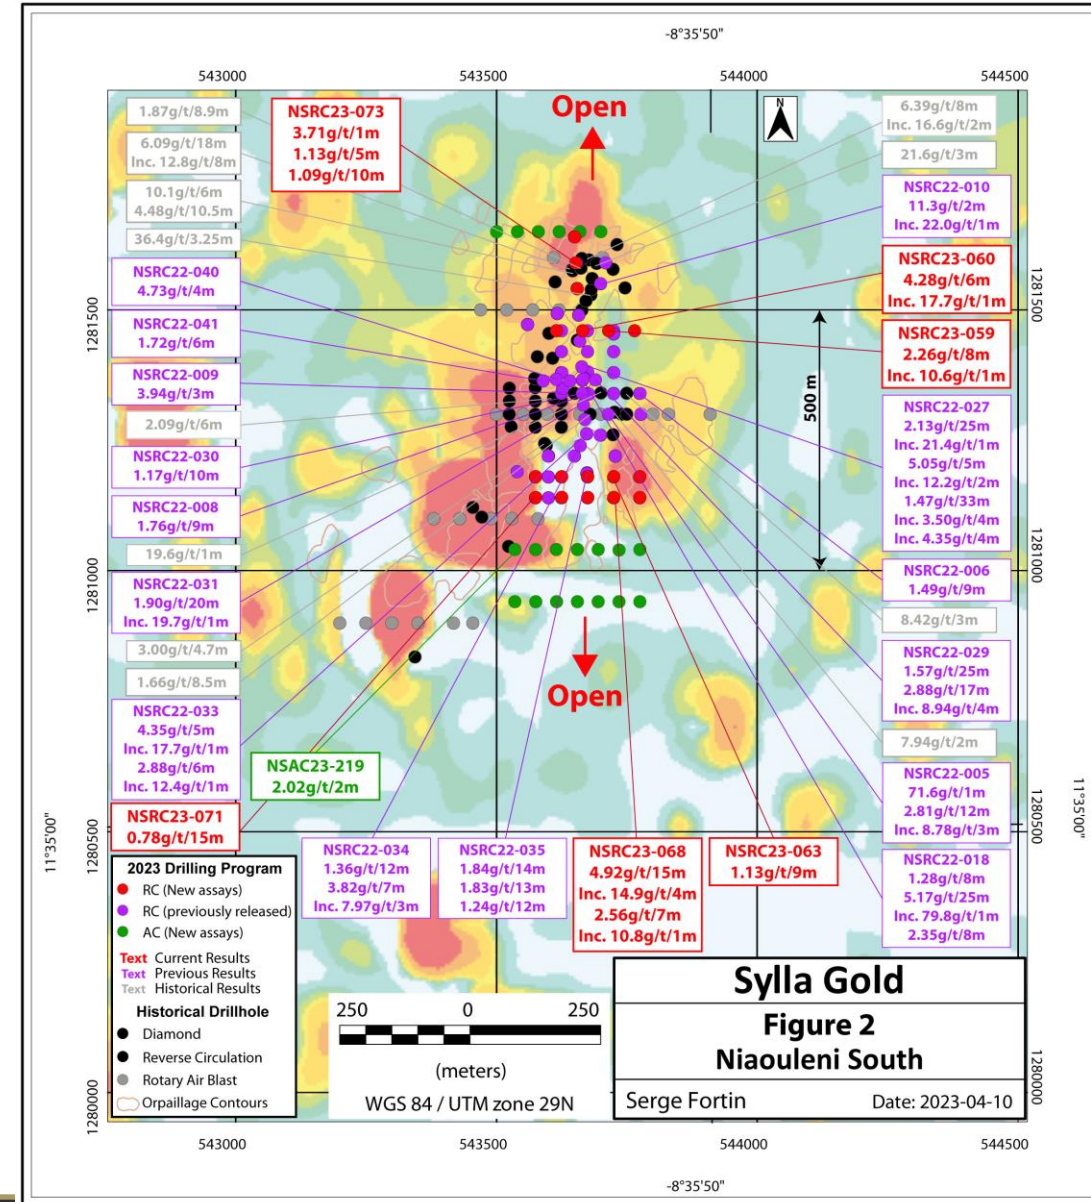 -8°35'50"
543000
543500
544000
544500
1.87g/t/8.9m
6.09g/t/18m
Inc. 12.8g/t/8m
10.1g/t/6m
4.48g/t/10.5m
36.4g/t/3.25m
NSRC22-040
4.73g/t/4m
NSRC22-041
1.72g/t/6m
NSRC22-009
3.94g/t/3m
2.09g/t/6m
NSRC22-030
1.17g/t/10m
NSRC22-008
1.76g/t/9m
19.6g/t/1m
NSRC22-031
1.90g/t/20m
Inc. 19.7g/t/1m
3.00g/t/4.7m
1.66g/t/8.5m
NSRC22-033
4.35g/t/5m
Inc. 17.7g/t/1m
2.88g/t/6m
Inc. 12.4g/t/1m
NSRC23-071
0.78g/t/15m
NSRC23-073
3.71g/t/1m
1.13g/t/5m
1.09g/t/10m
Open
N
6.39g/t/8m
Inc. 16.6g/t/2m
21.6g/t/3m
NSRC22-010
11.3g/t/2m
Inc. 22.0g/t/1m
NSRC23-060
4.28g/t/6m
Inc. 17.7g/t/1m
NSRC23-059
2.26g/t/8m
Inc. 10.6g/t/1m
NSRC22-027
2.13g/t/25m
Inc. 21.4g/t/1m
5.05g/t/5m
Inc. 12.2g/t/2m
1.47g/t/33m
Inc. 3.50g/t/4m
Inc. 4.35g/t/4m
NSRC22-006
1.49g/t/9m
8.42g/t/3m
NSRC22-029
1.57g/t/25m
2.88g/t/17m
Inc. 8.94g/t/4m
7.94g/t/2m
NSRC22-005
71.6g/t/1m
2.81g/t/12m
Inc. 8.78g/t/3m
NSRC22-018
1.28g/t/8m
5.17g/t/25m
Inc. 79.8g/t/1m
2.35g/t/8m
500 m
Open
NSAC23-219
2.02g/t/2m
NSRC22-034
1.36g/t/12m
3.82g/t/7m
Inc. 7.97g/t/3m
NSRC22-035
1.84g/t/14m
1.83g/t/13m
1.24g/t/12m
NSRC23-068
4.92g/t/15m
Inc. 14.9g/t/4m
2.56g/t/7m
Inc. 10.8g/t/1m
NSRC23-063
1.13g/t/9m
1281500
1281000
1280500
1280000
11°35'00"
1281500
1281000
1280500
1280000
11°35'00"
2023 Drilling Program
RC (New assays)
RC (previously released)
AC (New assays)
Text Current Results
Text Previous Results
Text Historical Results
Historical Drillhole
Diamond
Reverse Circulation
Rotary Air Blast
Orpaillage Contours
250 0 250
(meters)
WGS 84 / UTM zone 29N
Sylla Gold
Figure 2
Niaouleni South
Serge Fortin
Date: 2023-04-10
543000
543500
544000
544500
-8°35'50"